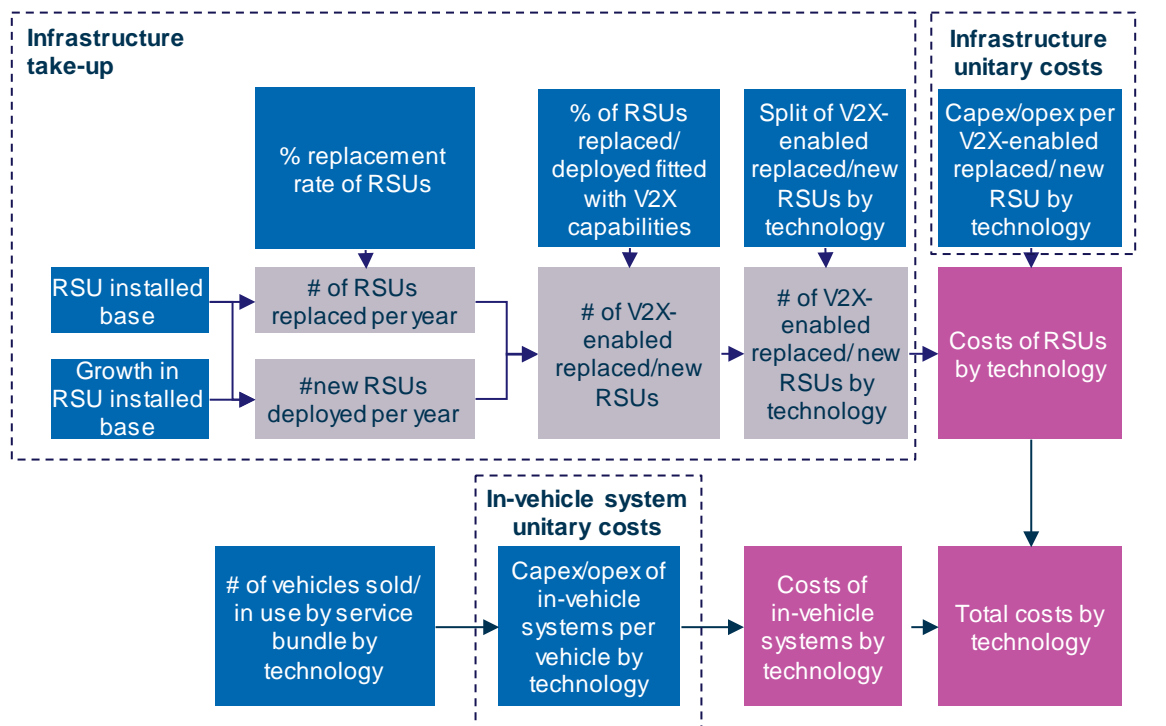 Infrastructure
take-up
Infrastructure
unitary costs
% replacement
rate of RSUs
% of RSUs
replaced/
deployed fitted
with V2X
capabilities
Split of V2X-
enabled
replaced/new
RSUs by
technology
Capex/opex per
V2X-enabled
replaced/ new
RSU by
technology
RSU installed
base
# of RSUs
replaced per year
# of V2X-
enabled
replaced/new
RSUs
# of V2X-
enabled
replaced/ new
RSUs by
technology
Costs of RSUs
by technology
Growth in
RSU installed
base
#new RSUs
deployed per year
In-vehicle system
unitary costs
# of vehicles sold/
in use by service
bundle by
technology
Capex/opex of
in-vehicle
systems per
vehicle by
technology
Costs of
in-vehicle
systems by
technology
Total costs by
technology